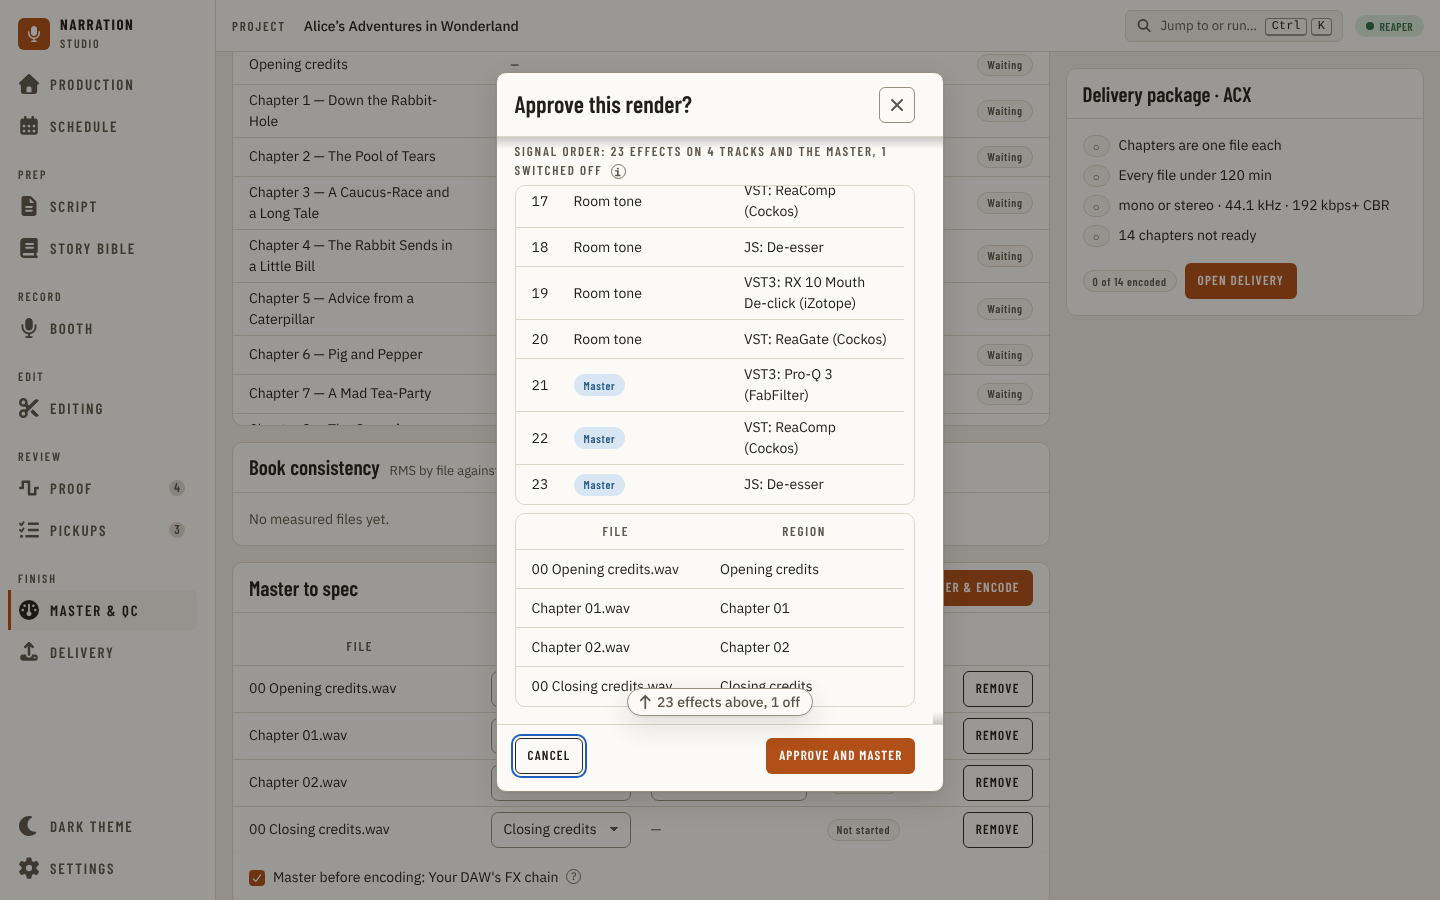 NARRATION
STUDIO
PRODUCTION
SCHEDULE
PREP
SCRIPT
STORY BIBLE
RECORD
BOOTH
EDIT
EDITING
REVIEW
PROOF 4
PICKUPS 3
FINISH
MASTER & QC
DELIVERY
DARK THEME
SETTINGS
PROJECT Alice's Adventures in Wonderland
Jump to or run... Ctrl K
REAPER
Opening credits — Waiting
Chapter 1 — Down the Rabbit-
Hole
Waiting
Chapter 2 — The Pool of Tears Waiting
Chapter 3 — A Caucus-Race and
a Long Tale
Waiting
Chapter 4 — The Rabbit Sends in
a Little Bill
Waiting
Chapter 5 — Advice from a
Caterpillar
Waiting
Chapter 6 — Pig and Pepper Waiting
Chapter 7 — A Mad Tea-Party Waiting
Book consistency RMS by file against
No measured files yet.
Master to spec
ER & ENCODE
FILE
00 Opening credits.wav REMOVE
Chapter 01.wav REMOVE
Chapter 02.wav REMOVE
00 Closing credits.wav Closing credits — Not started REMOVE
Master before encoding: Your DAW's FX chain ?
Approve this render?
SIGNAL ORDER: 23 EFFECTS ON 4 TRACKS AND THE MASTER, 1
SWITCHED OFF
17 Room tone VST: ReaComp
(Cockos)
18 Room tone JS: De-esser
19 Room tone VST3: RX 10 Mouth
De-click (iZotope)
20 Room tone VST: ReaGate (Cockos)
21 Master VST3: Pro-Q 3
(FabFilter)
22 Master VST: ReaComp
(Cockos)
23 Master JS: De-esser
FILE REGION
00 Opening credits.wav Opening credits
Chapter 01.wav Chapter 01
Chapter 02.wav Chapter 02
00 Closing credits.wav Closing credits
↑ 23 effects above, 1 off
CANCEL
APPROVE AND MASTER
Delivery package · ACX
Chapters are one file each
Every file under 120 min
mono or stereo · 44.1 kHz · 192 kbps+ CBR
14 chapters not ready
0 of 14 encoded OPEN DELIVERY